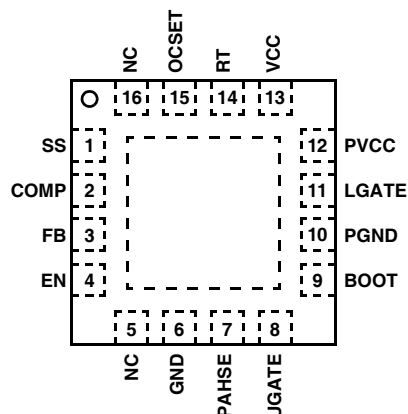 NC
OCSET
RT
VCC
16
15
14
13
SS 1
12 PVCC
COMP 2
11 LGATE
FB 3
10 PGND
EN 4
9 BOOT
5
6
7
8
NC
GND
PAHSE
UGATE